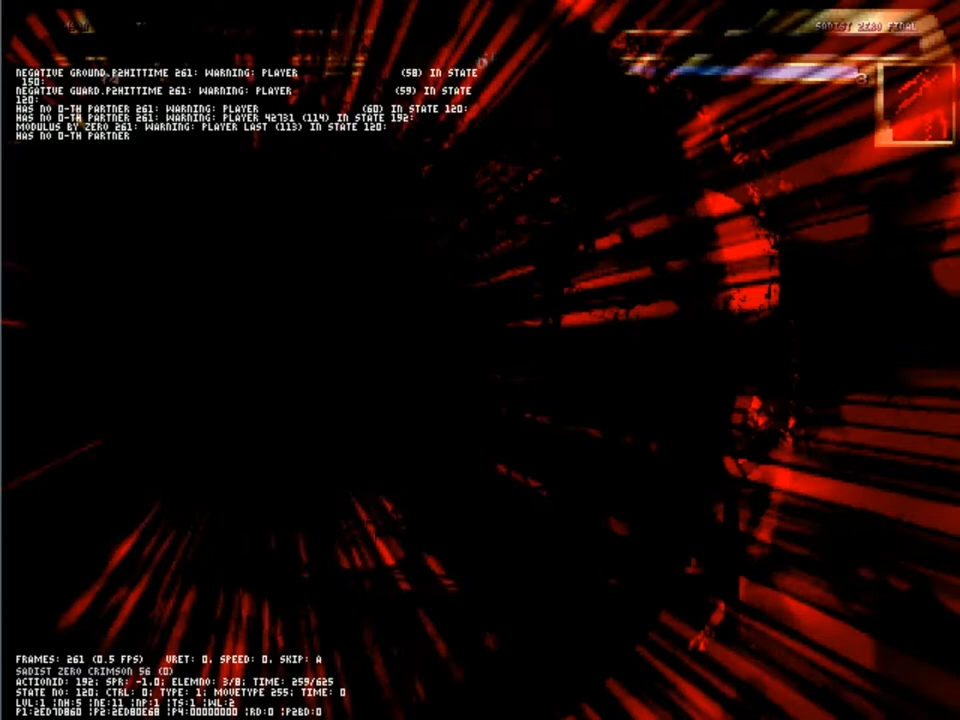 SADIST ZERO FINAL
NEGATIVE GROUND.P2HITTIME 261: WARNING: PLAYER (58) IN STATE
150:
NEGATIVE GUARD.P2HITTIME 261: WARNING: PLAYER (59) IN STATE
120:
HAS NO 0-TH PARTNER 261: WARNING: PLAYER (60) IN STATE 120:
HAS NO 0-TH PARTNER 261: WARNING: PLAYER 42731 (114) IN STATE 192:
MODULUS BY ZERO 261: WARNING: PLAYER LAST (113) IN STATE 120:
HAS NO 0-TH PARTNER
FRAMES: 261 (0.5 FPS) VRET: 0, SPEED: 0, SKIP: A
SADIST ZERO CRIMSON 56 (0)
ACTIONID: 192; SPR: -1,0; ELEMNO: 3/8; TIME: 259/625
STATE NO: 120; CTRL: 0; TYPE: 1; MOVETYPE 255; TIME: 0
LVL:1 ¦NH:5 ¦NE:11 ¦NP:1 ¦TS:1 ¦WL:2
P1:2ED7D860 ¦P2:2ED80E68 ¦P4:00000000 ¦RD:0 ¦P2BD:0